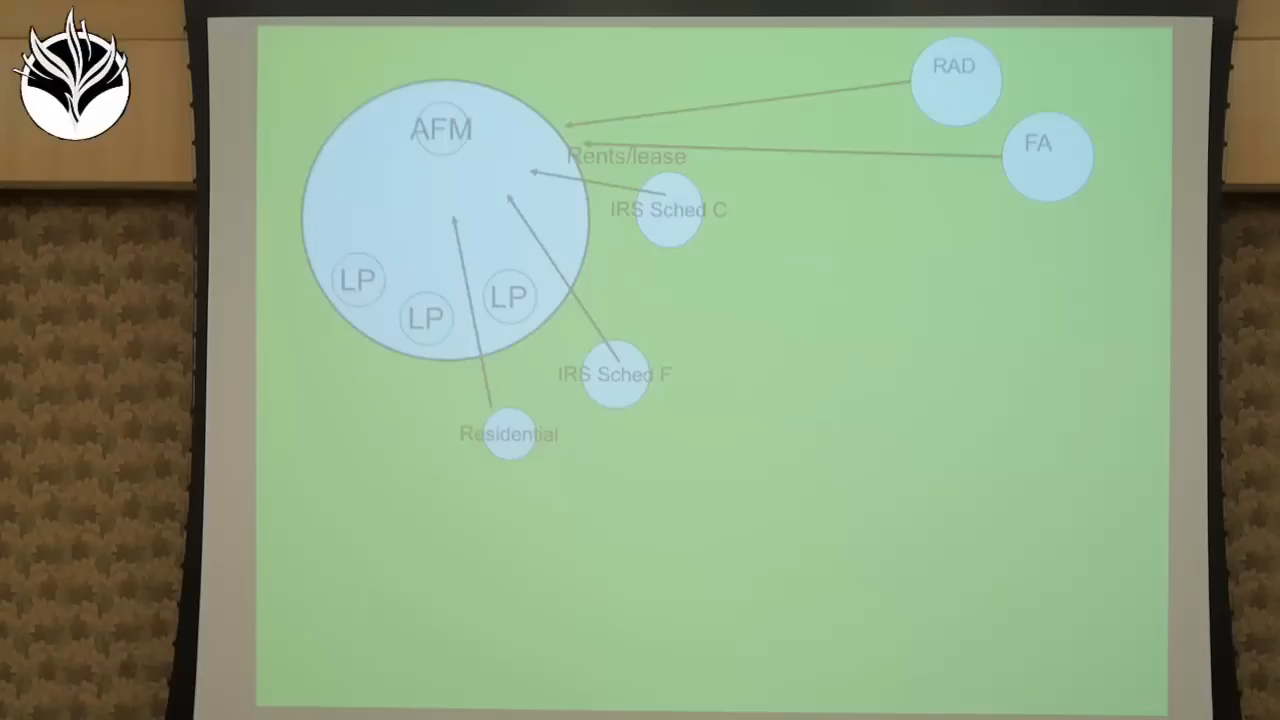 RAD
AFM
FA
Rents/lease
IRS Sched C
LP
LP
LP
IRS Sched F
Residential